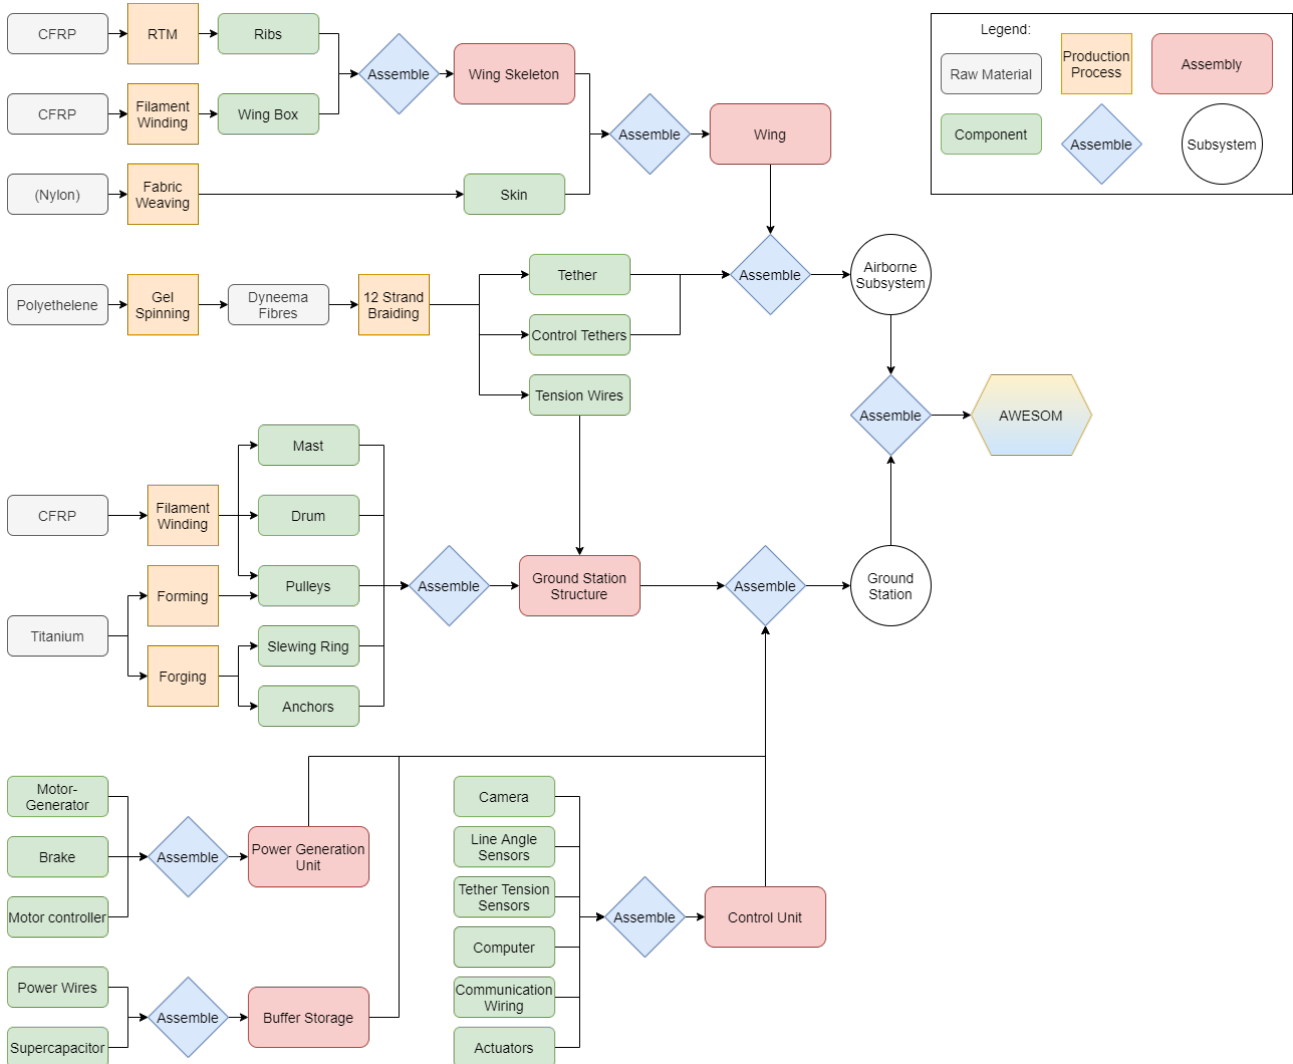 CFRP
RTM
Ribs
Assemble
Wing Skeleton
CFRP
Filament
Winding
Wing Box
Assemble
Wing
(Nylon)
Fabric
Weaving
Skin
Legend:
Raw Material
Production
Process
Assembly
Component
Assemble
Subsystem
Polyethelene
Gel
Spinning
Dyneema
Fibres
12 Strand
Braiding
Tether
Control Tethers
Tension Wires
Assemble
Airborne
Subsystem
Assemble
AWESOM
CFRP
Filament
Winding
Mast
Drum
Pulleys
Titanium
Forming
Forging
Slewing Ring
Anchors
Assemble
Ground Station
Structure
Assemble
Ground
Station
Motor-
Generator
Brake
Motor controller
Assemble
Power Generation
Unit
Power Wires
Supercapacitor
Assemble
Buffer Storage
Camera
Line Angle
Sensors
Tether Tension
Sensors
Computer
Communication
Wiring
Actuators
Assemble
Control Unit